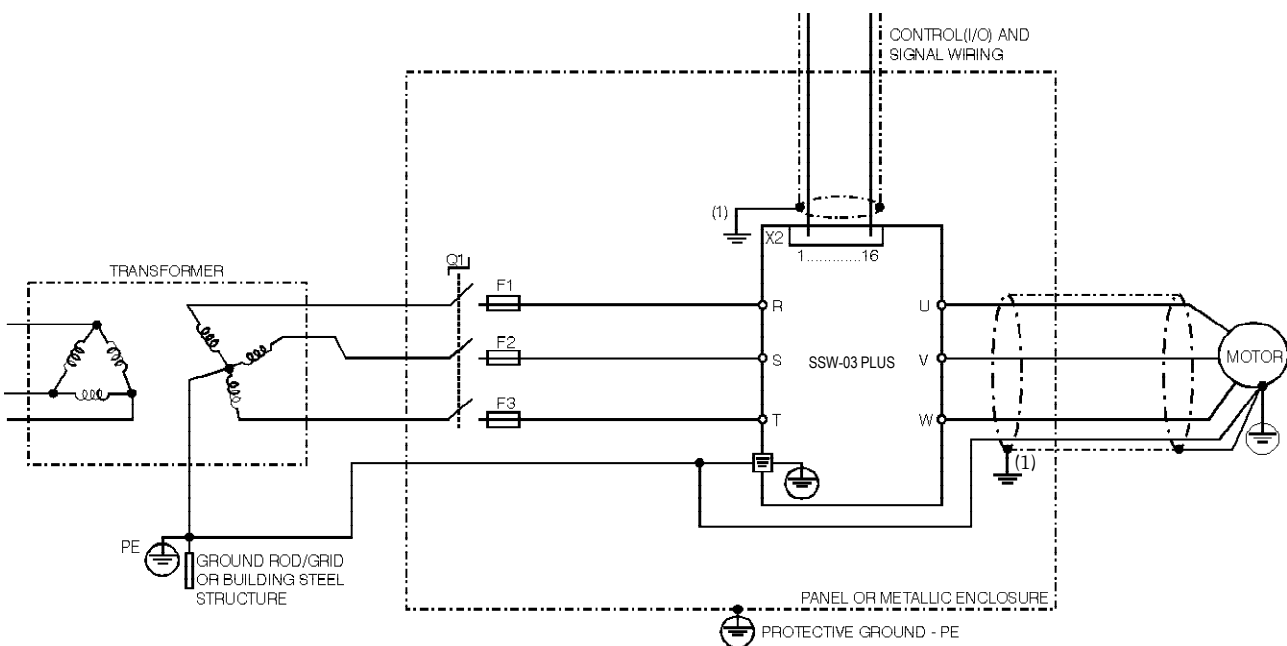 CONTROL(I/O) AND
SIGNAL WIRING
(1)
X2
1.............16
TRANSFORMER
Q1
F1
R
U
F2
S
SSW-03 PLUS
V
MOTOR
F3
T
W
(1)
PE
GROUND ROD/GRID
OR BUILDING STEEL
STRUCTURE
PANEL OR METALLIC ENCLOSURE
PROTECTIVE GROUND - PE